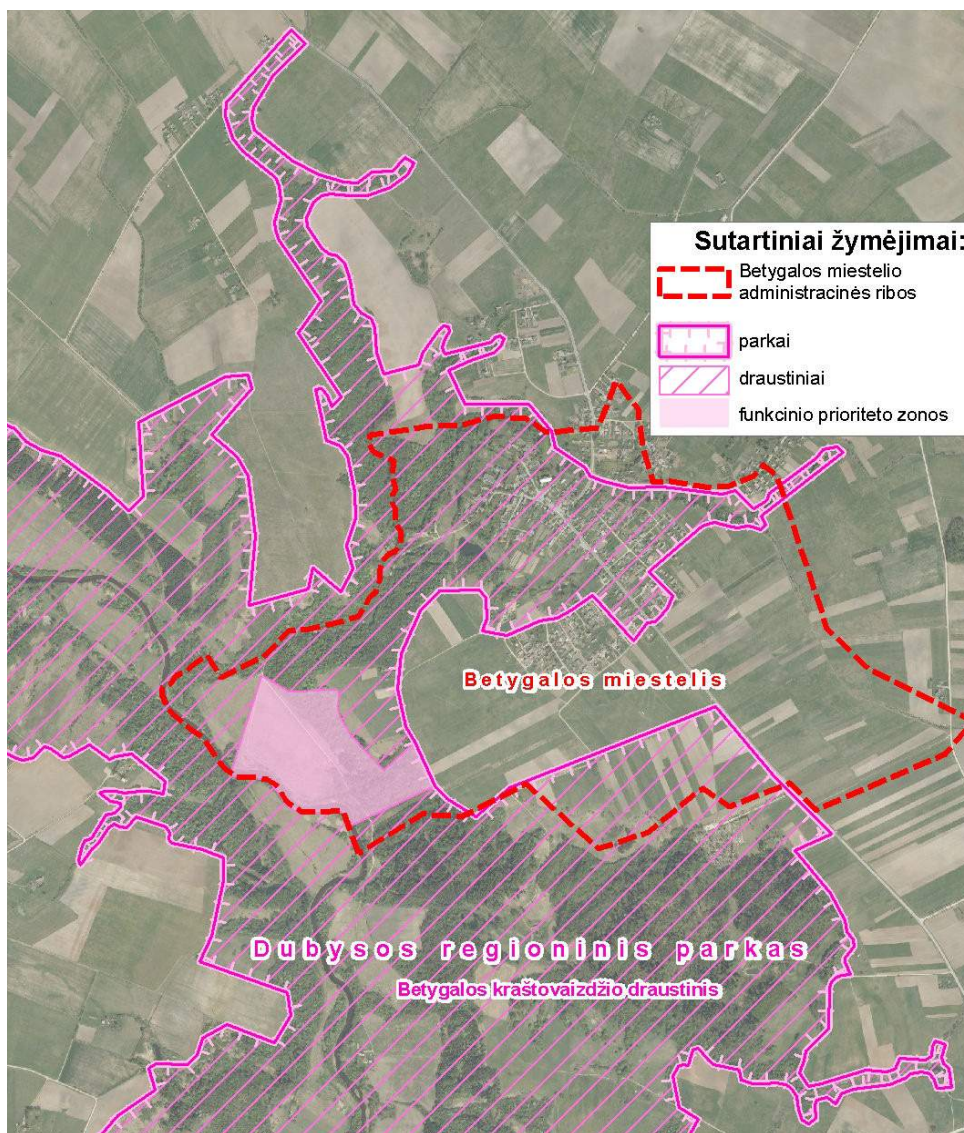 Sutartiniai žymėjimai:
Betygalos miestelio
administracinės ribos
parkai
draustiniai
funkcinio prioriteto zonos
Betygalos miestelis
Dubysos regioninis parkas
Betygalos kraštovaizdžio draustinis